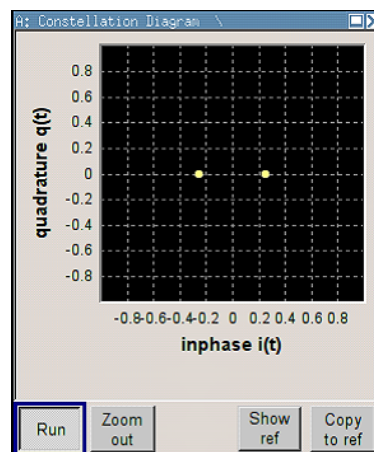 A: Constellation Diagram \
0.8
0.6
0.4
0.2
0
-0.2
-0.4
-0.6
-0.8
quadrature q(t)
-0.8-0.6-0.4-0.2 0 0.2 0.4 0.6 0.8
inphase i(t)
Run
Zoom
out
Show
ref
Copy
to ref